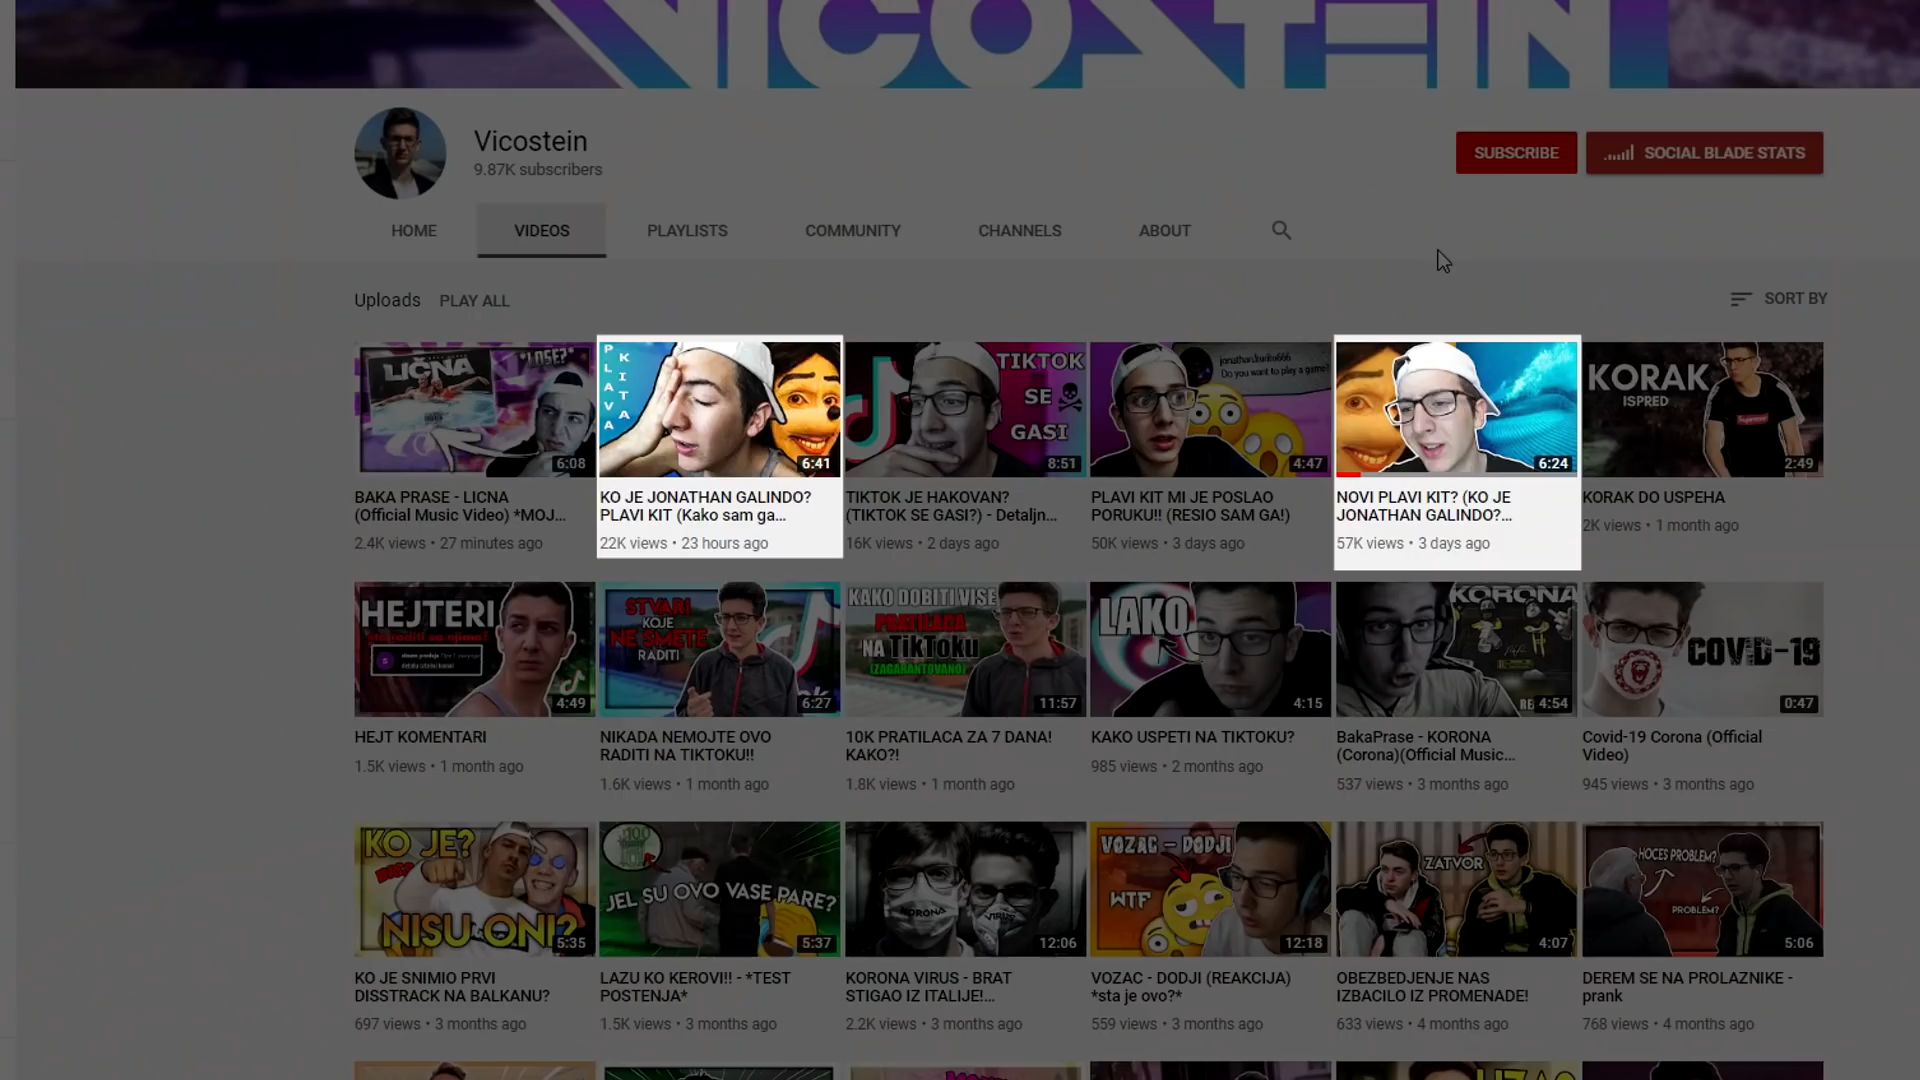 VICOSTEIN
Vicostein
9.87K subscribers
SUBSCRIBE
SOCIAL BLADE STATS
HOME
VIDEOS
PLAYLISTS
COMMUNITY
CHANNELS
ABOUT
Uploads
PLAY ALL
SORT BY
LIČNA
*LOSE?*
6:08
BAKA PRASE - LICNA
(Official Music Video) *MOJ...
2.4K views • 27 minutes ago
PLAVA
KITA
6:41
KO JE JONATHAN GALINDO?
PLAVI KIT (Kako sam ga...
22K views • 23 hours ago
TIKTOK
SE
GASI
8:51
TIKTOK JE HAKOVAN?
(TIKTOK SE GASI?) - Detaljn...
16K views • 2 days ago
Do you want to play a game?
4:47
PLAVI KIT MI JE POSLAO
PORUKU!! (RESIO SAM GA!)
50K views • 3 days ago
6:24
NOVI PLAVI KIT? (KO JE
JONATHAN GALINDO?...
57K views • 3 days ago
KORAK
ISPRED
2:49
KORAK DO USPEHA
2K views • 1 month ago
HEJTERI
4:49
HEJT KOMENTARI
1.5K views • 1 month ago
STVARI
KOJE
NE SMETE
RADITI
6:27
NIKADA NEMOJTE OVO
RADITI NA TIKTOKU!!
1.6K views • 1 month ago
KAKO DOBITI VISE
PRATILACA
NA TikToku
(ZAGARANTOVANO)
11:57
10K PRATILACA ZA 7 DANA!
KAKO?!
1.8K views • 1 month ago
LAKO
4:15
KAKO USPETI NA TIKTOKU?
985 views • 2 months ago
KORONA
4:54
BakaPrase - KORONA
(Corona)(Official Music...
537 views • 3 months ago
COVID-19
0:47
Covid-19 Corona (Official
Video)
945 views • 3 months ago
KO JE?
NISU ONI?
5:35
KO JE SNIMIO PRVI
DISSTRACK NA BALKANU?
697 views • 3 months ago
100
JEL SU OVO VASE PARE?
5:37
LAZU KO KEROVI!! - *TEST
POSTENJA*
1.5K views • 3 months ago
KORONA
VIRUS
12:06
KORONA VIRUS - BRAT
STIGAO IZ ITALIJE!...
2.2K views • 3 months ago
VOZAC - DODJI
WTF
12:18
VOZAC - DODJI (REAKCIJA)
*sta je ovo?*
559 views • 3 months ago
ZATVOR
4:07
OBEZBEDJENJE NAS
IZBACILO IZ PROMENADE!
633 views • 4 months ago
HOCES PROBLEM?
PROBLEM?
5:06
DEREM SE NA PROLAZNIKE -
prank
768 views • 4 months ago